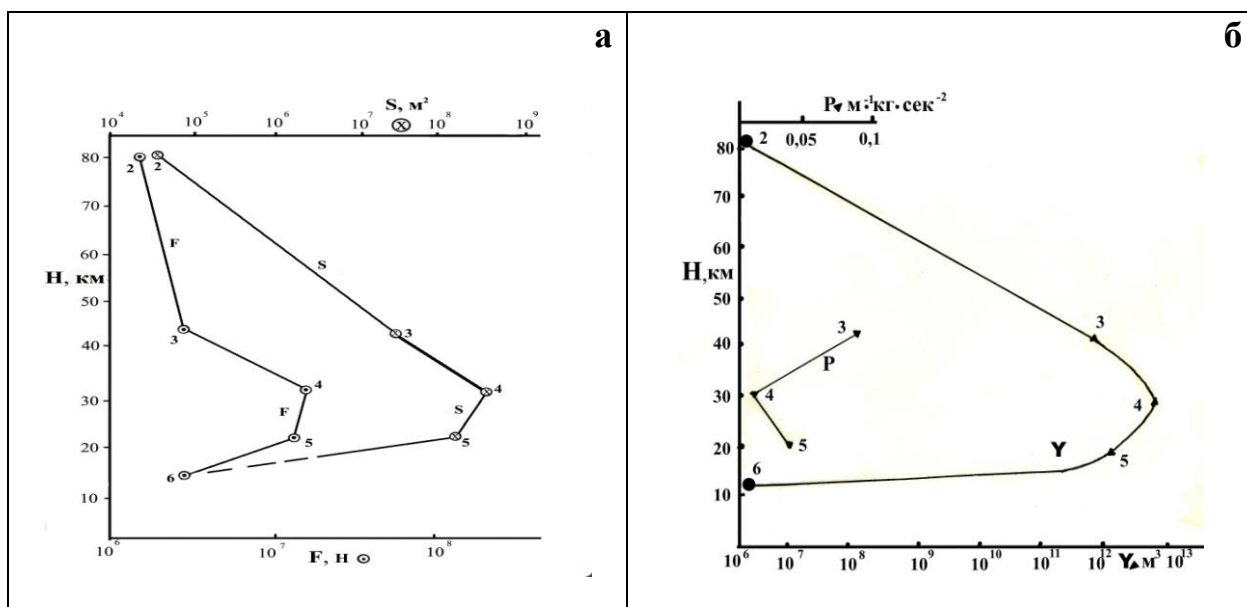 а
S, м²
10⁴ 10⁵ 10⁶ 10⁷ 10⁸ 10⁹
80
70
60
Н, км
50
40
30
20
10
2
2
F
S
3
3
4
4
F
S
5
5
6
10⁶ 10⁷ 10⁸
F, н
б
Р, м⁻¹кг·сек⁻²
0,05 0,1
2
80
70
60
Н,км
50
40
30
20
10
3
3
Р
4
4
5
5
Y
6
10⁶ 10⁷ 10⁸ 10⁹ 10¹⁰ 10¹¹ 10¹² Y, м³ 10¹³